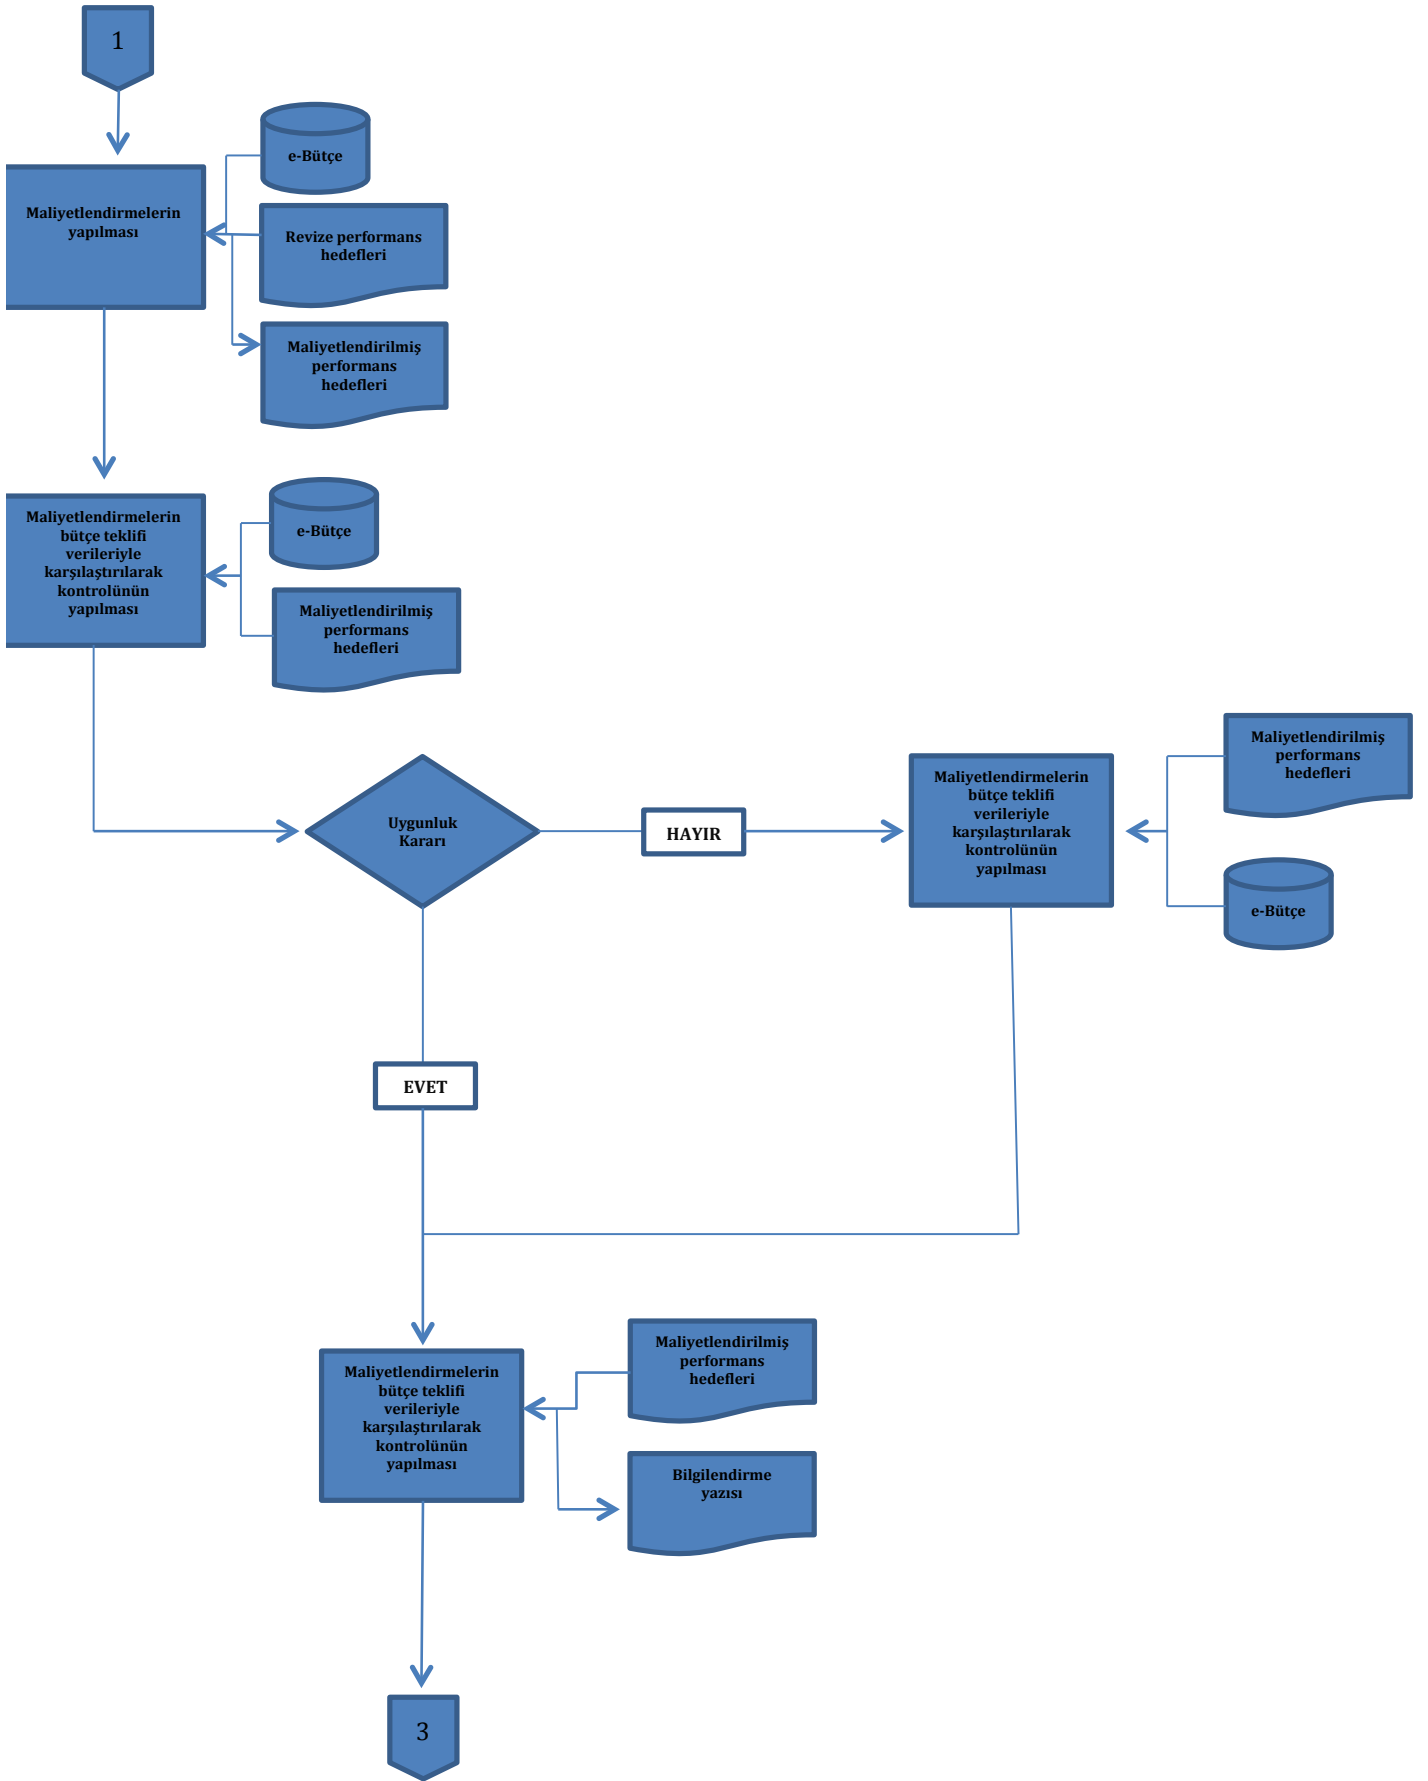 1
e-Bütçe
Maliyetlendirmelerin
yapılması
Revize performans
hedefleri
Maliyetlendirilmiş
performans
hedefleri
Maliyetlendirmelerin
bütçe teklifi
verileriyle
karşılaştırılarak
kontrolünün
yapılması
e-Bütçe
Maliyetlendirilmiş
performans
hedefleri
Uygunluk
Kararı
HAYIR
Maliyetlendirmelerin
bütçe teklifi
verileriyle
karşılaştırılarak
kontrolünün
yapılması
Maliyetlendirilmiş
performans
hedefleri
e-Bütçe
EVET
Maliyetlendirmelerin
bütçe teklifi
verileriyle
karşılaştırılarak
kontrolünün
yapılması
Maliyetlendirilmiş
performans
hedefleri
Bilgilendirme
yazısı
3